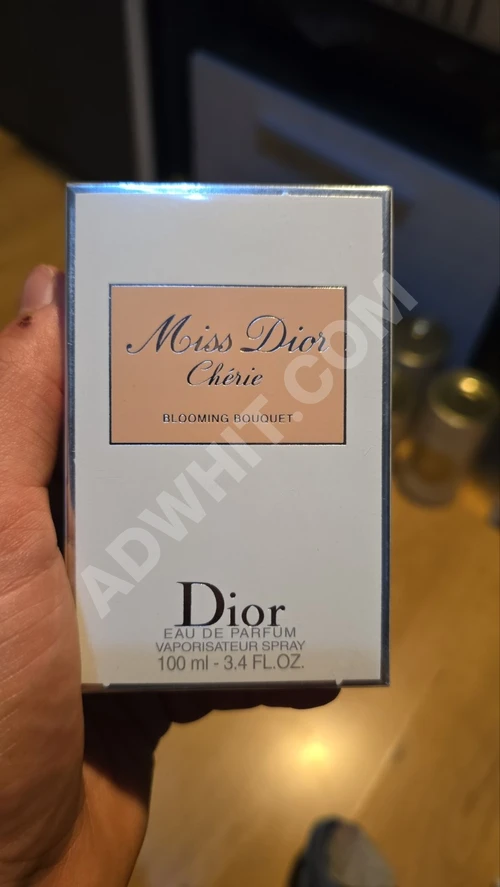 Miss Dior
Chérie
BLOOMING BOUQUET
ADWHIT.COM
Dior
EAU DE PARFUM
VAPORISATEUR SPRAY
100 ml - 3.4 FL.OZ.